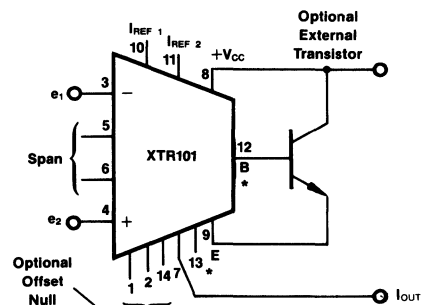 Optional
External
Transistor
IREF 1
IREF 2
10
11
+VCC
8
e1
3
−
5
Span
6
XTR101
12
B
*
e2
4
+
9
E
1
2
14
7
13
*
Optional
Offset
Null
IOUT